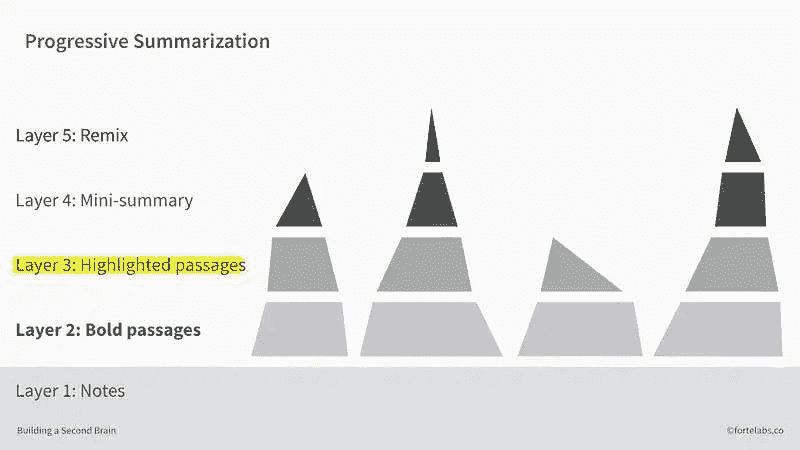 Progressive Summarization
Layer 5: Remix
Layer 4: Mini-summary
Layer 3: Highlighted passages
Layer 2: Bold passages
Layer 1: Notes
Building a Second Brain
©fortelabs.co